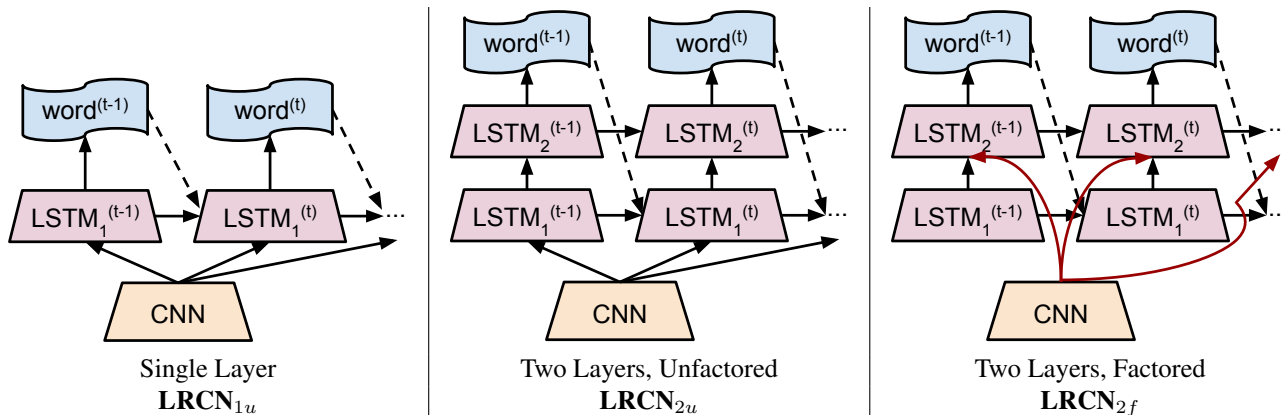 word(t-1) word(t)
LSTM1(t-1) LSTM1(t) ...
CNN
Single Layer
LRCN1u
word(t-1) word(t)
LSTM2(t-1) LSTM2(t) ...
LSTM1(t-1) LSTM1(t) ...
CNN
Two Layers, Unfactored
LRCN2u
word(t-1) word(t)
LSTM2(t-1) LSTM2(t) ...
LSTM1(t-1) LSTM1(t) ...
CNN
Two Layers, Factored
LRCN2f